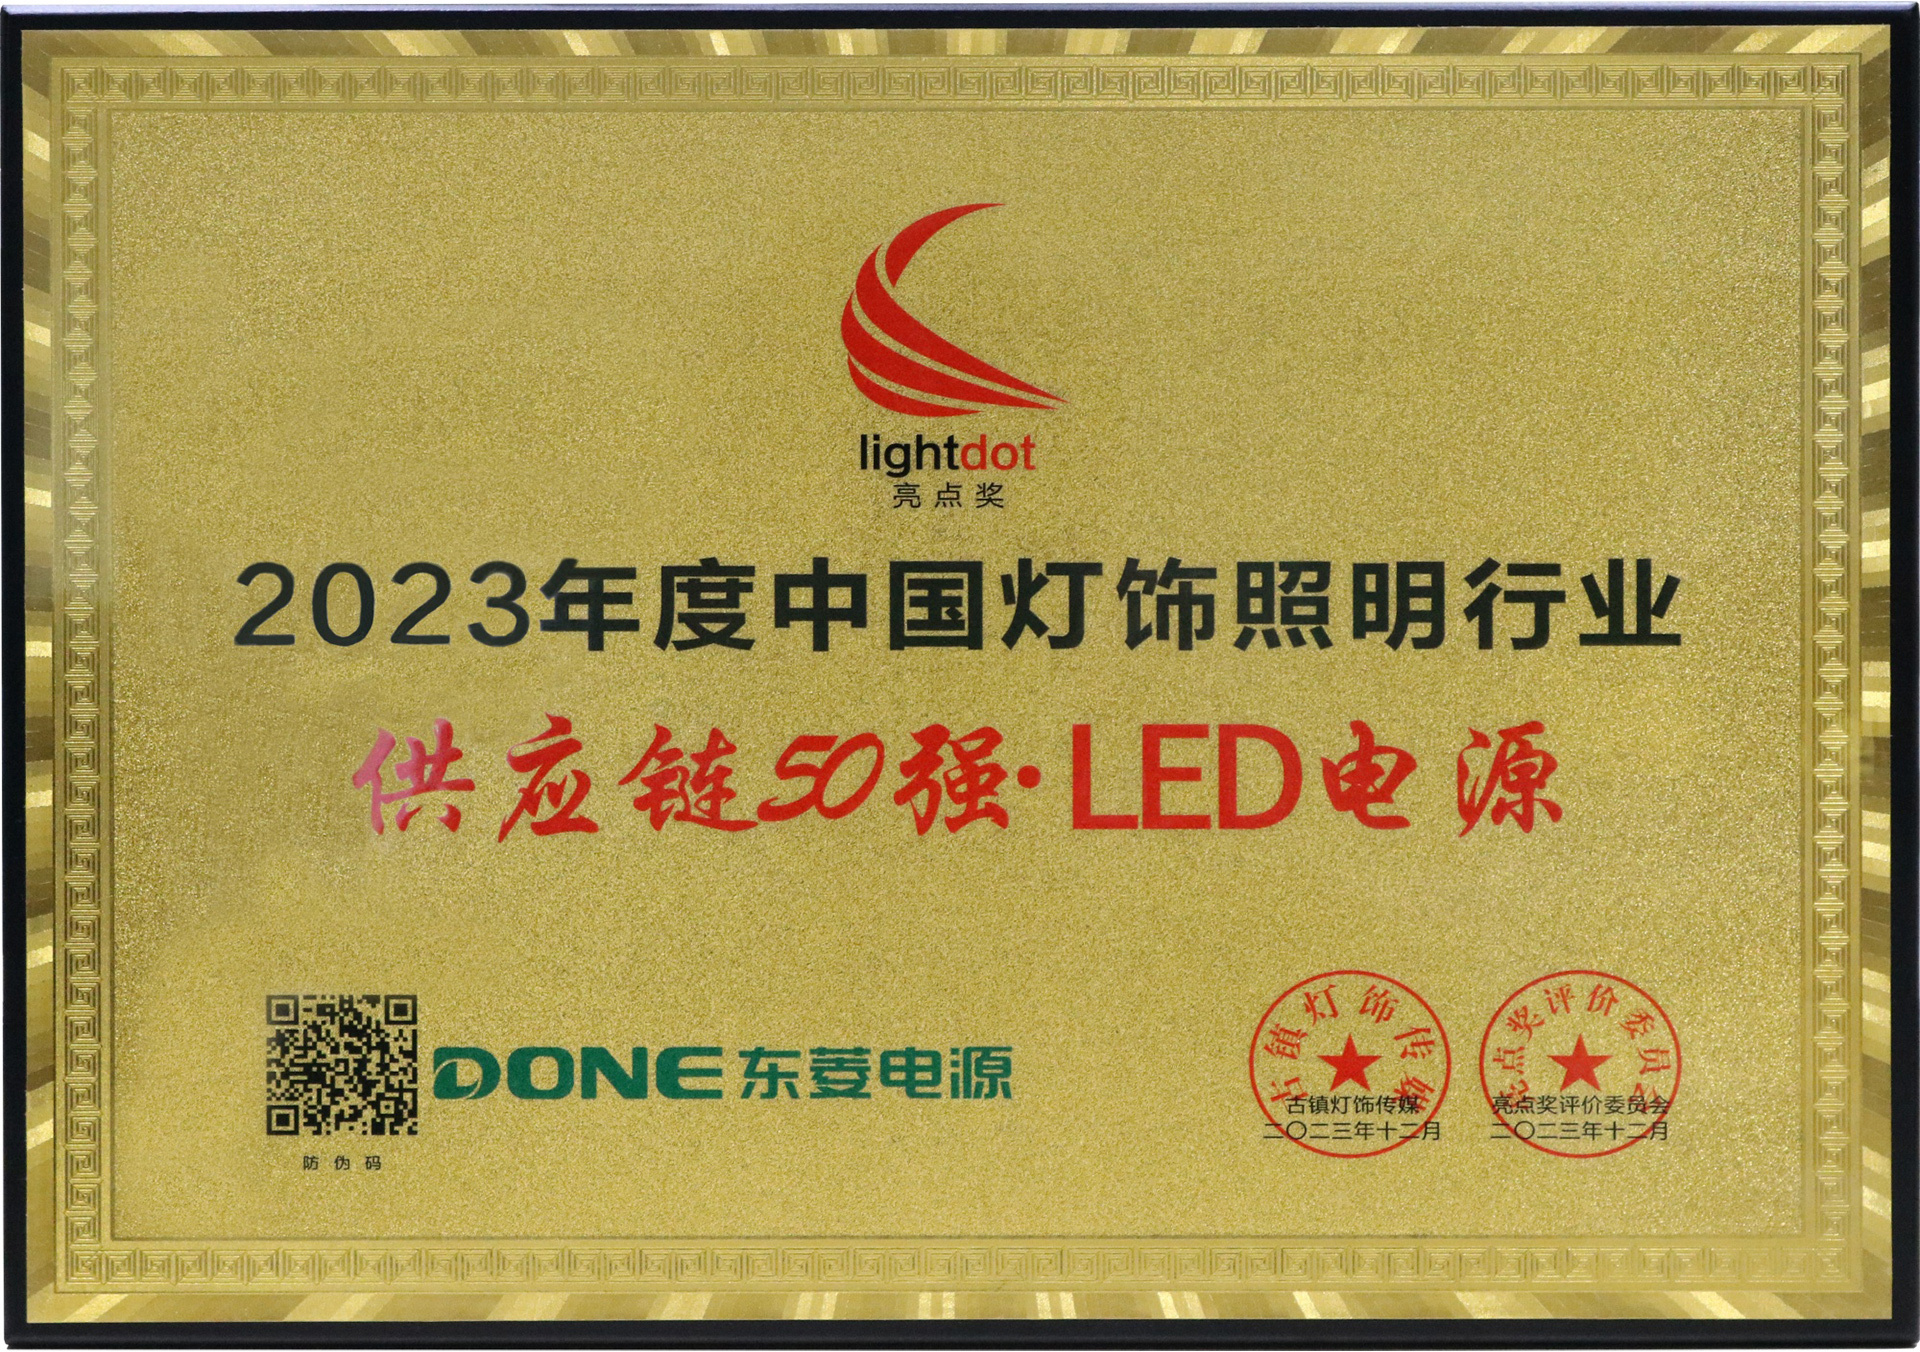 lightdot
亮点奖
2023年度中国灯饰照明行业
供应链50强·LED电源
DONE 东菱电源
防伪码
古镇灯饰传媒
古镇灯饰传媒
二〇二三年十二月
亮点奖评价委员会
亮点奖评价委员会
二〇二三年十二月